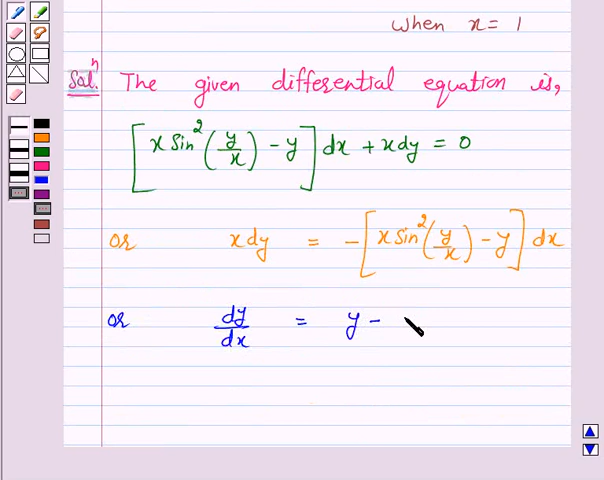 when x = 1
Solⁿ. The given differential equation is,
[x sin²(y/x) - y] dx + x dy = 0
or x dy = -[x sin²(y/x) - y] dx
or dy/dx = y -